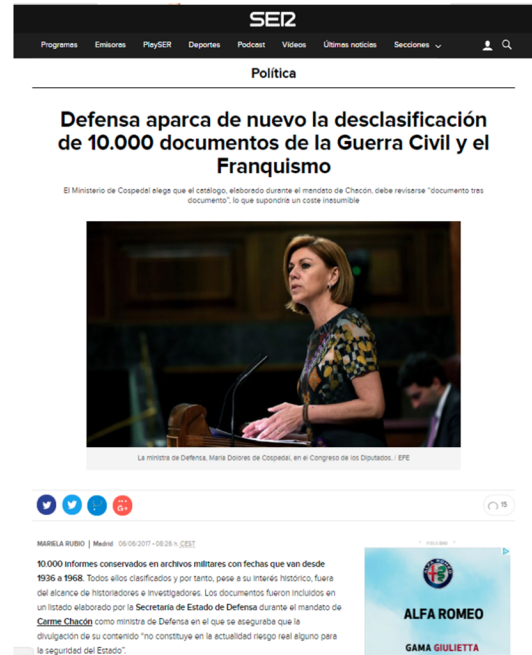 SER
Programas Emisoras PlaySER Deportes Podcast Vídeos Últimas noticias Secciones
Política
Defensa aparca de nuevo la desclasificación
de 10.000 documentos de la Guerra Civil y el
Franquismo
El Ministerio de Cospedal alega que el catálogo, elaborado durante el mandato de Chacón, debe revisarse "documento tras
documento", lo que supondría un coste inasumible
La ministra de Defensa, María Dolores de Cospedal, en el Congreso de los Diputados. / EFE
G+
15
MARIELA RUBIO | Madrid 06/06/2017 - 08:28 h. CEST
10.000 informes conservados en archivos militares con fechas que van desde
1936 a 1968. Todos ellos clasificados y por tanto, pese a su interés histórico, fuera
del alcance de historiadores e investigadores. Los documentos fueron incluidos en
un listado elaborado por la Secretaría de Estado de Defensa durante el mandato de
Carme Chacón como ministra de Defensa en el que se aseguraba que la
divulgación de su contenido "no constituye en la actualidad riesgo real alguno para
la seguridad del Estado".
ALFA ROMEO
GAMA GIULIETTA